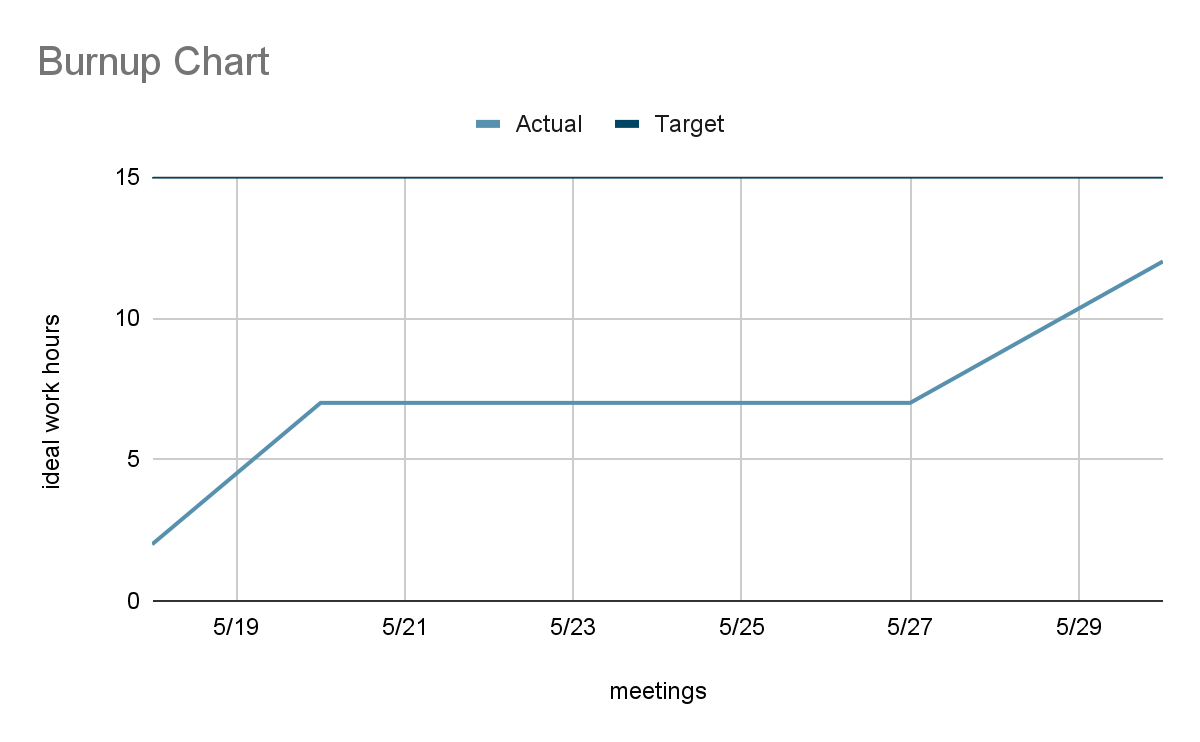 Burnup Chart
Actual
Target
15
10
5
0
ideal work hours
5/19
5/21
5/23
5/25
5/27
5/29
meetings